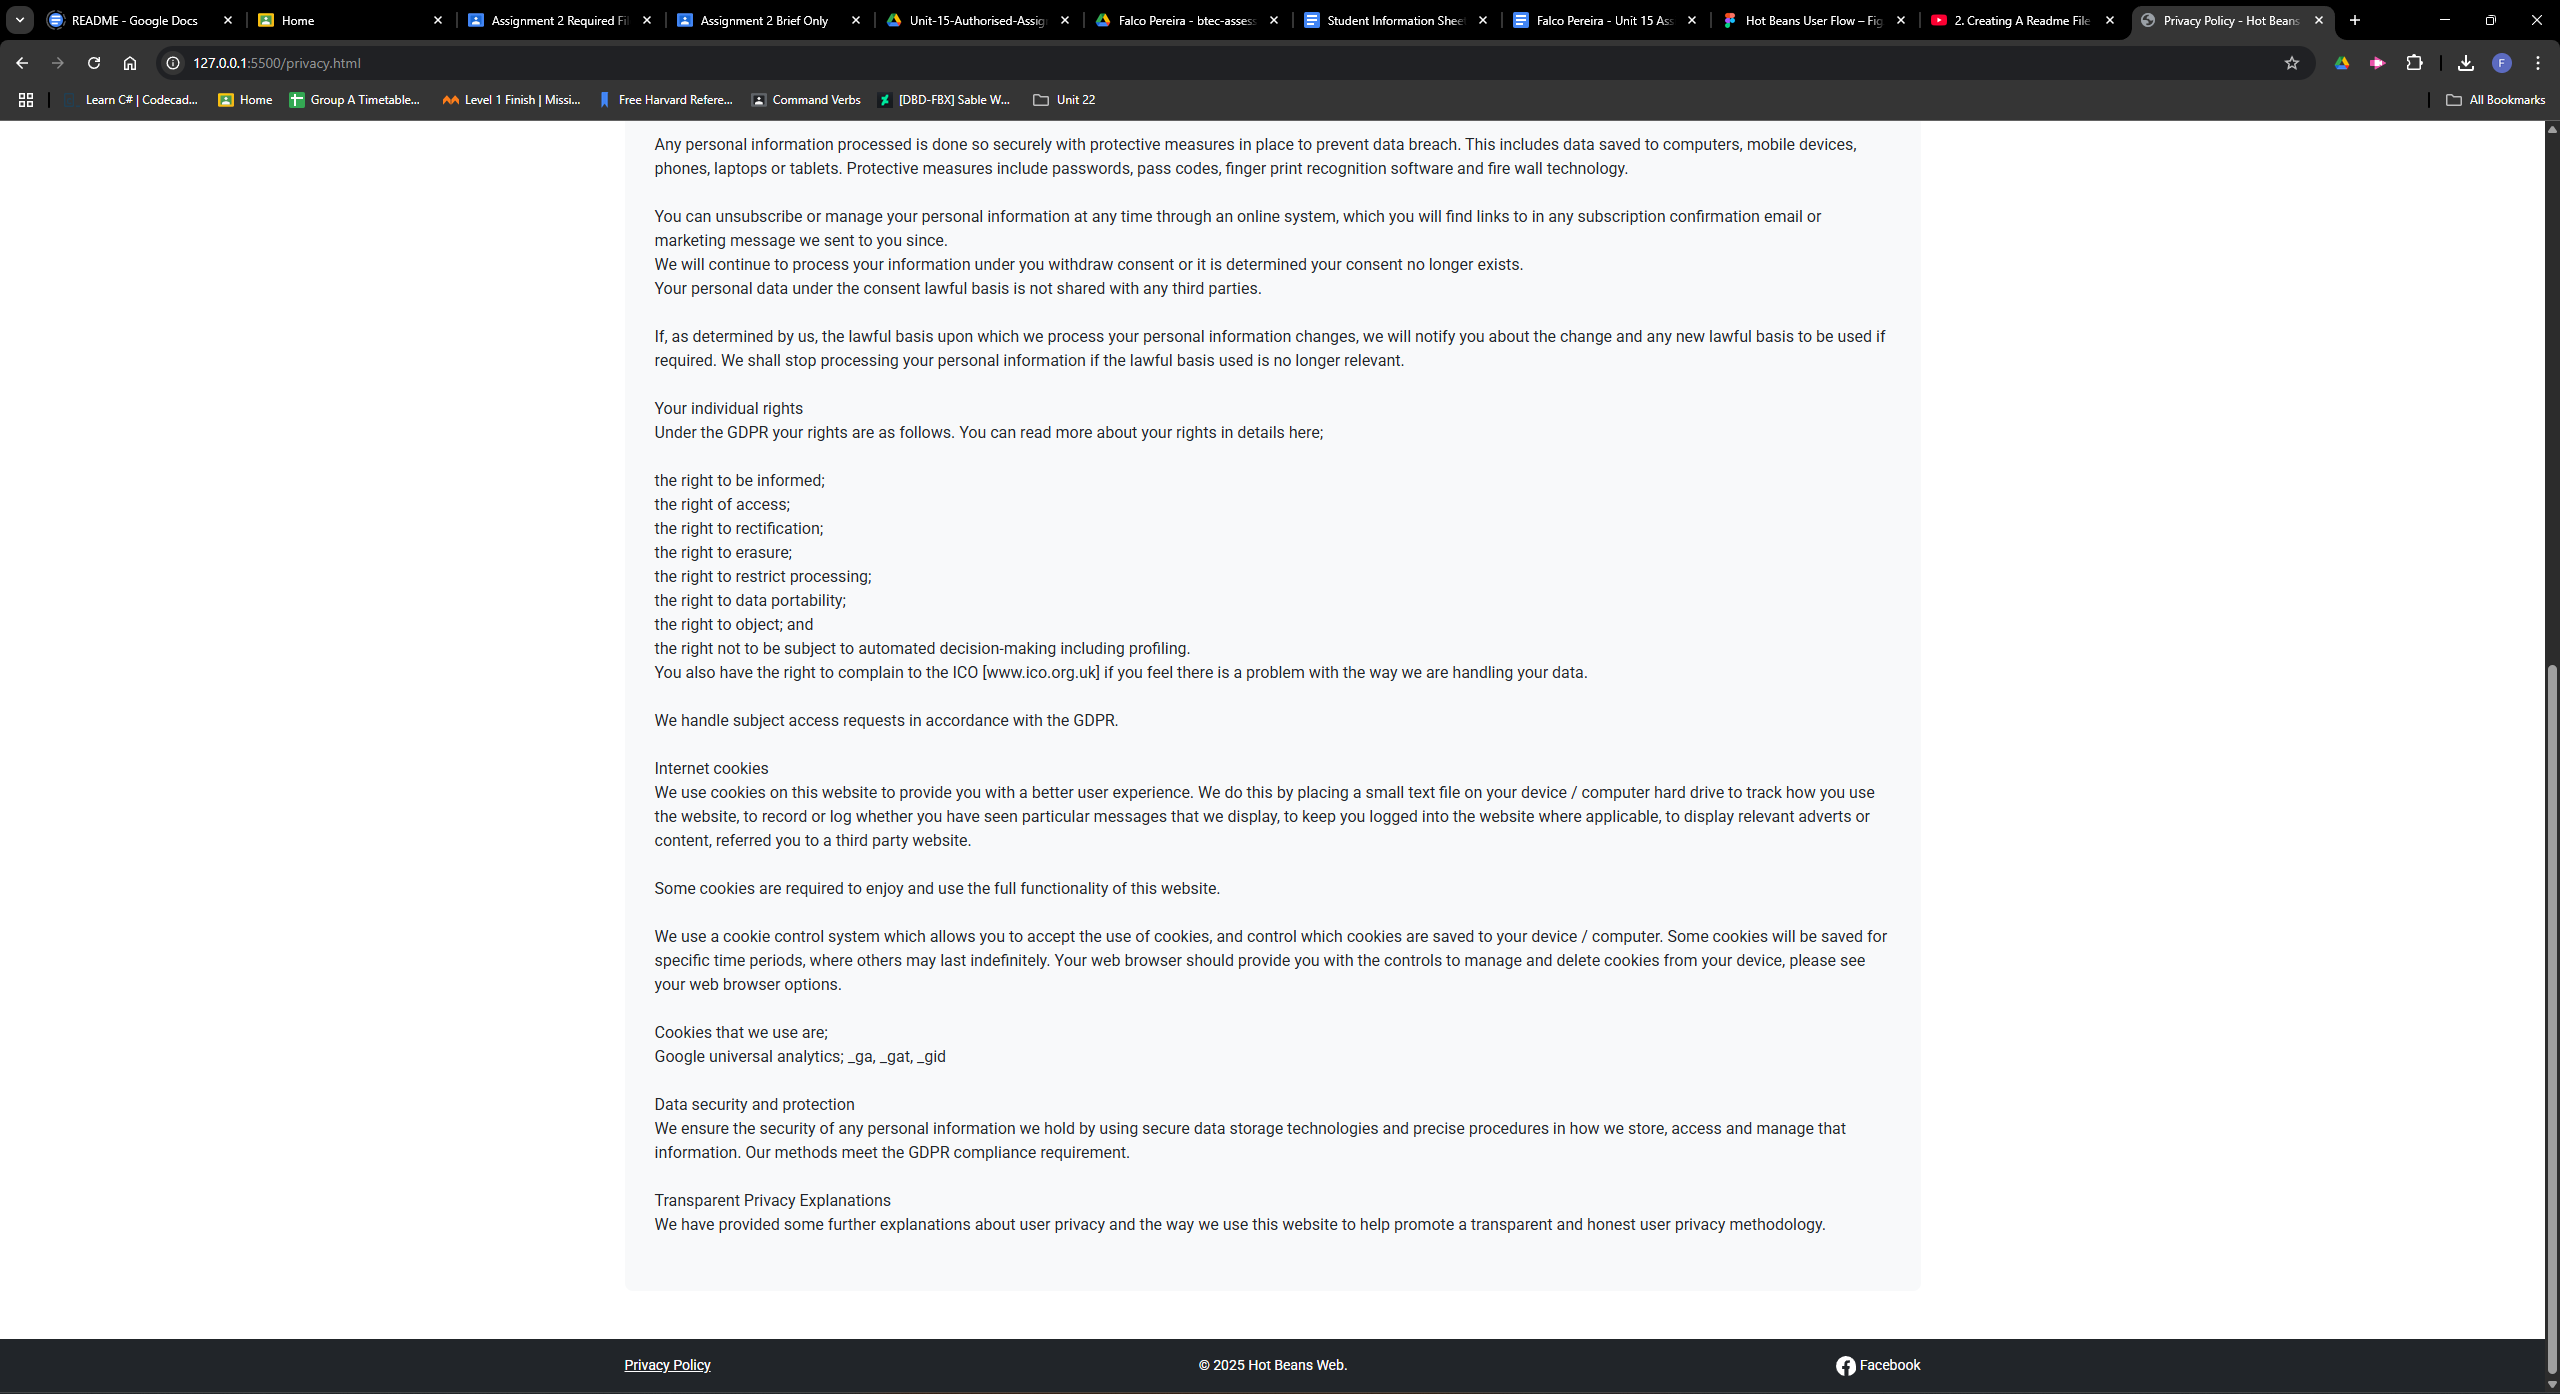 README - Google Docs
Home
Assignment 2 Required Fil
Assignment 2 Brief Only
Unit-15-Authorised-Assig
Falco Pereira - btec-assess
Student Information Sheet
Falco Pereira - Unit 15 Ass
Hot Beans User Flow – Fig
2. Creating A Readme File
Privacy Policy - Hot Beans
127.0.0.1:5500/privacy.html
F
Learn C# | Codecad...
Home
Group A Timetable...
Level 1 Finish | Missi...
Free Harvard Refere...
Command Verbs
[DBD-FBX] Sable W...
Unit 22
All Bookmarks
Any personal information processed is done so securely with protective measures in place to prevent data breach. This includes data saved to computers, mobile devices,
phones, laptops or tablets. Protective measures include passwords, pass codes, finger print recognition software and fire wall technology.
You can unsubscribe or manage your personal information at any time through an online system, which you will find links to in any subscription confirmation email or
marketing message we sent to you since.
We will continue to process your information under you withdraw consent or it is determined your consent no longer exists.
Your personal data under the consent lawful basis is not shared with any third parties.
If, as determined by us, the lawful basis upon which we process your personal information changes, we will notify you about the change and any new lawful basis to be used if
required. We shall stop processing your personal information if the lawful basis used is no longer relevant.
Your individual rights
Under the GDPR your rights are as follows. You can read more about your rights in details here;
the right to be informed;
the right of access;
the right to rectification;
the right to erasure;
the right to restrict processing;
the right to data portability;
the right to object; and
the right not to be subject to automated decision-making including profiling.
You also have the right to complain to the ICO [www.ico.org.uk] if you feel there is a problem with the way we are handling your data.
We handle subject access requests in accordance with the GDPR.
Internet cookies
We use cookies on this website to provide you with a better user experience. We do this by placing a small text file on your device / computer hard drive to track how you use
the website, to record or log whether you have seen particular messages that we display, to keep you logged into the website where applicable, to display relevant adverts or
content, referred you to a third party website.
Some cookies are required to enjoy and use the full functionality of this website.
We use a cookie control system which allows you to accept the use of cookies, and control which cookies are saved to your device / computer. Some cookies will be saved for
specific time periods, where others may last indefinitely. Your web browser should provide you with the controls to manage and delete cookies from your device, please see
your web browser options.
Cookies that we use are;
Google universal analytics; _ga, _gat, _gid
Data security and protection
We ensure the security of any personal information we hold by using secure data storage technologies and precise procedures in how we store, access and manage that
information. Our methods meet the GDPR compliance requirement.
Transparent Privacy Explanations
We have provided some further explanations about user privacy and the way we use this website to help promote a transparent and honest user privacy methodology.
Privacy Policy
© 2025 Hot Beans Web.
Facebook